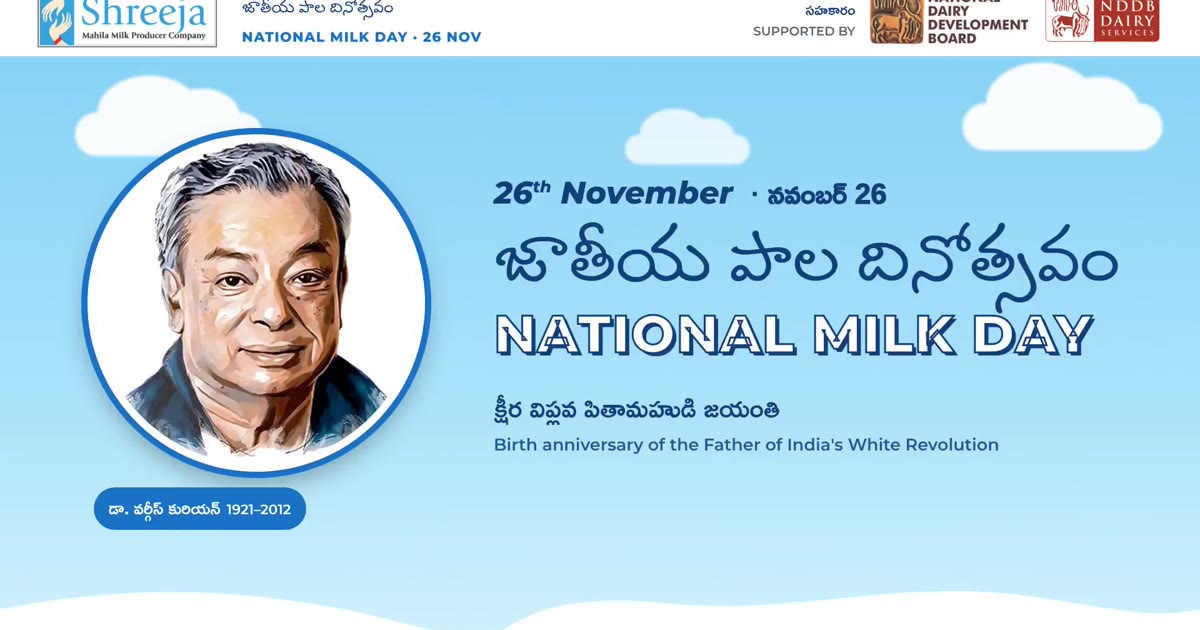 Shreeja
Mahila Milk Producer Company
జాతీయ పాల దినోత్సవం
NATIONAL MILK DAY · 26 NOV
సహకారం
SUPPORTED BY
NATIONAL
DAIRY
DEVELOPMENT
BOARD
NDDB
DAIRY
SERVICES
26th November · నవంబర్ 26
జాతీయ పాల దినోత్సవం
NATIONAL MILK DAY
క్షీర విప్లవ పితామహుడి జయంతి
Birth anniversary of the Father of India's White Revolution
డా. వర్గీస్ కురియన్ 1921–2012